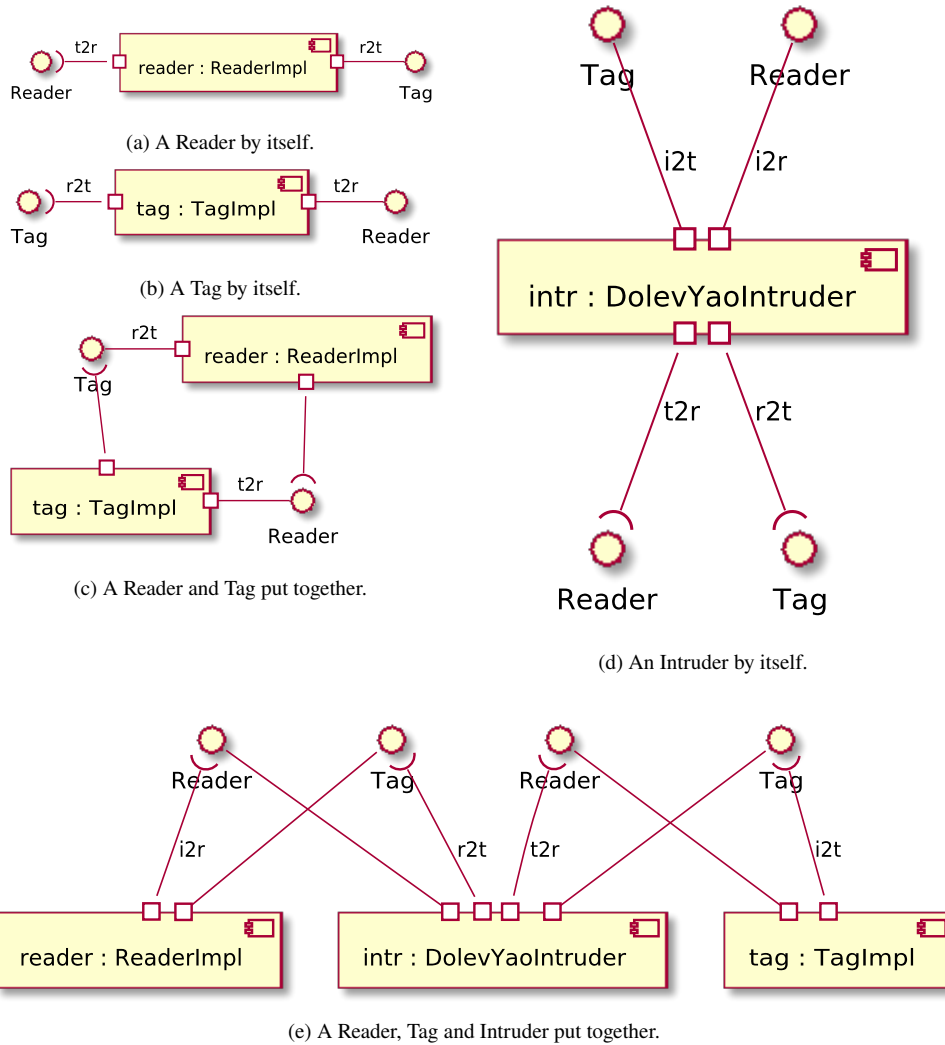 t2r
r2t
reader : ReaderImpl
Reader
Tag
(a) A Reader by itself.
r2t
t2r
tag : TagImpl
Tag
Reader
(b) A Tag by itself.
r2t
reader : ReaderImpl
Tag
t2r
tag : TagImpl
Reader
(c) A Reader and Tag put together.
Tag
Reader
i2t
i2r
intr : DolevYaoIntruder
t2r
r2t
Reader
Tag
(d) An Intruder by itself.
Reader
Tag
Reader
Tag
i2r
r2t
t2r
i2t
reader : ReaderImpl
intr : DolevYaoIntruder
tag : TagImpl
(e) A Reader, Tag and Intruder put together.